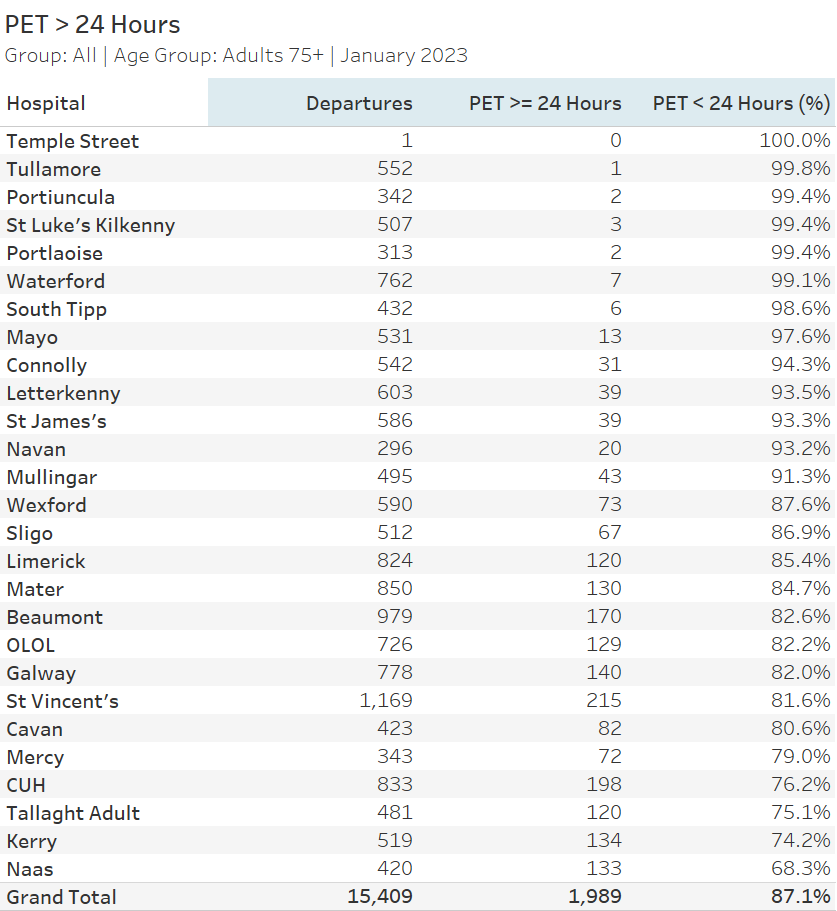 PET > 24 Hours
Group: All | Age Group: Adults 75+ | January 2023
Hospital Departures PET >= 24 Hours PET < 24 Hours (%)
Temple Street 1 0 100.0%
Tullamore 552 1 99.8%
Portiuncula 342 2 99.4%
St Luke’s Kilkenny 507 3 99.4%
Portlaoise 313 2 99.4%
Waterford 762 7 99.1%
South Tipp 432 6 98.6%
Mayo 531 13 97.6%
Connolly 542 31 94.3%
Letterkenny 603 39 93.5%
St James’s 586 39 93.3%
Navan 296 20 93.2%
Mullingar 495 43 91.3%
Wexford 590 73 87.6%
Sligo 512 67 86.9%
Limerick 824 120 85.4%
Mater 850 130 84.7%
Beaumont 979 170 82.6%
OLOL 726 129 82.2%
Galway 778 140 82.0%
St Vincent’s 1,169 215 81.6%
Cavan 423 82 80.6%
Mercy 343 72 79.0%
CUH 833 198 76.2%
Tallaght Adult 481 120 75.1%
Kerry 519 134 74.2%
Naas 420 133 68.3%
Grand Total 15,409 1,989 87.1%